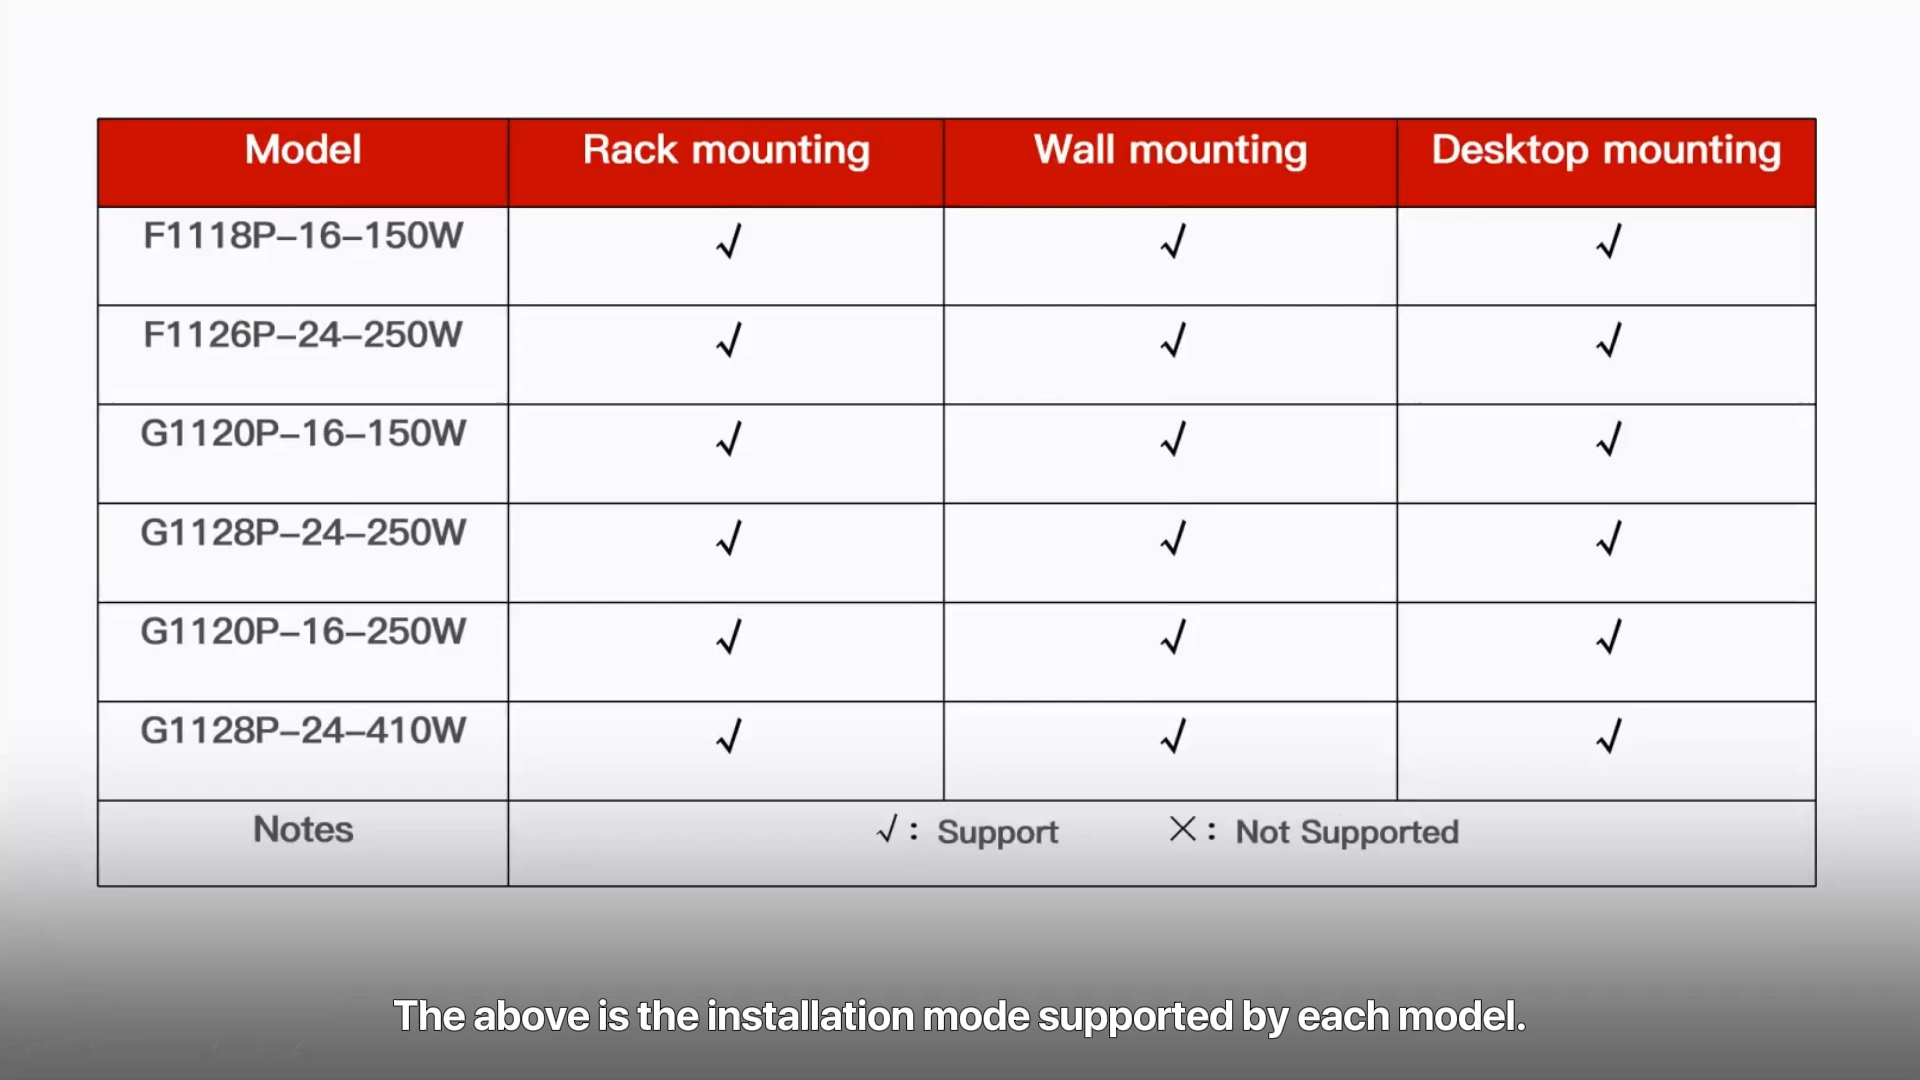 Model Rack mounting Wall mounting Desktop mounting
F1118P–16–150W √ √ √
F1126P–24–250W √ √ √
G1120P–16–150W √ √ √
G1128P–24–250W √ √ √
G1120P–16–250W √ √ √
G1128P–24–410W √ √ √
Notes √： Support ×： Not Supported
The above is the installation mode supported by each model.